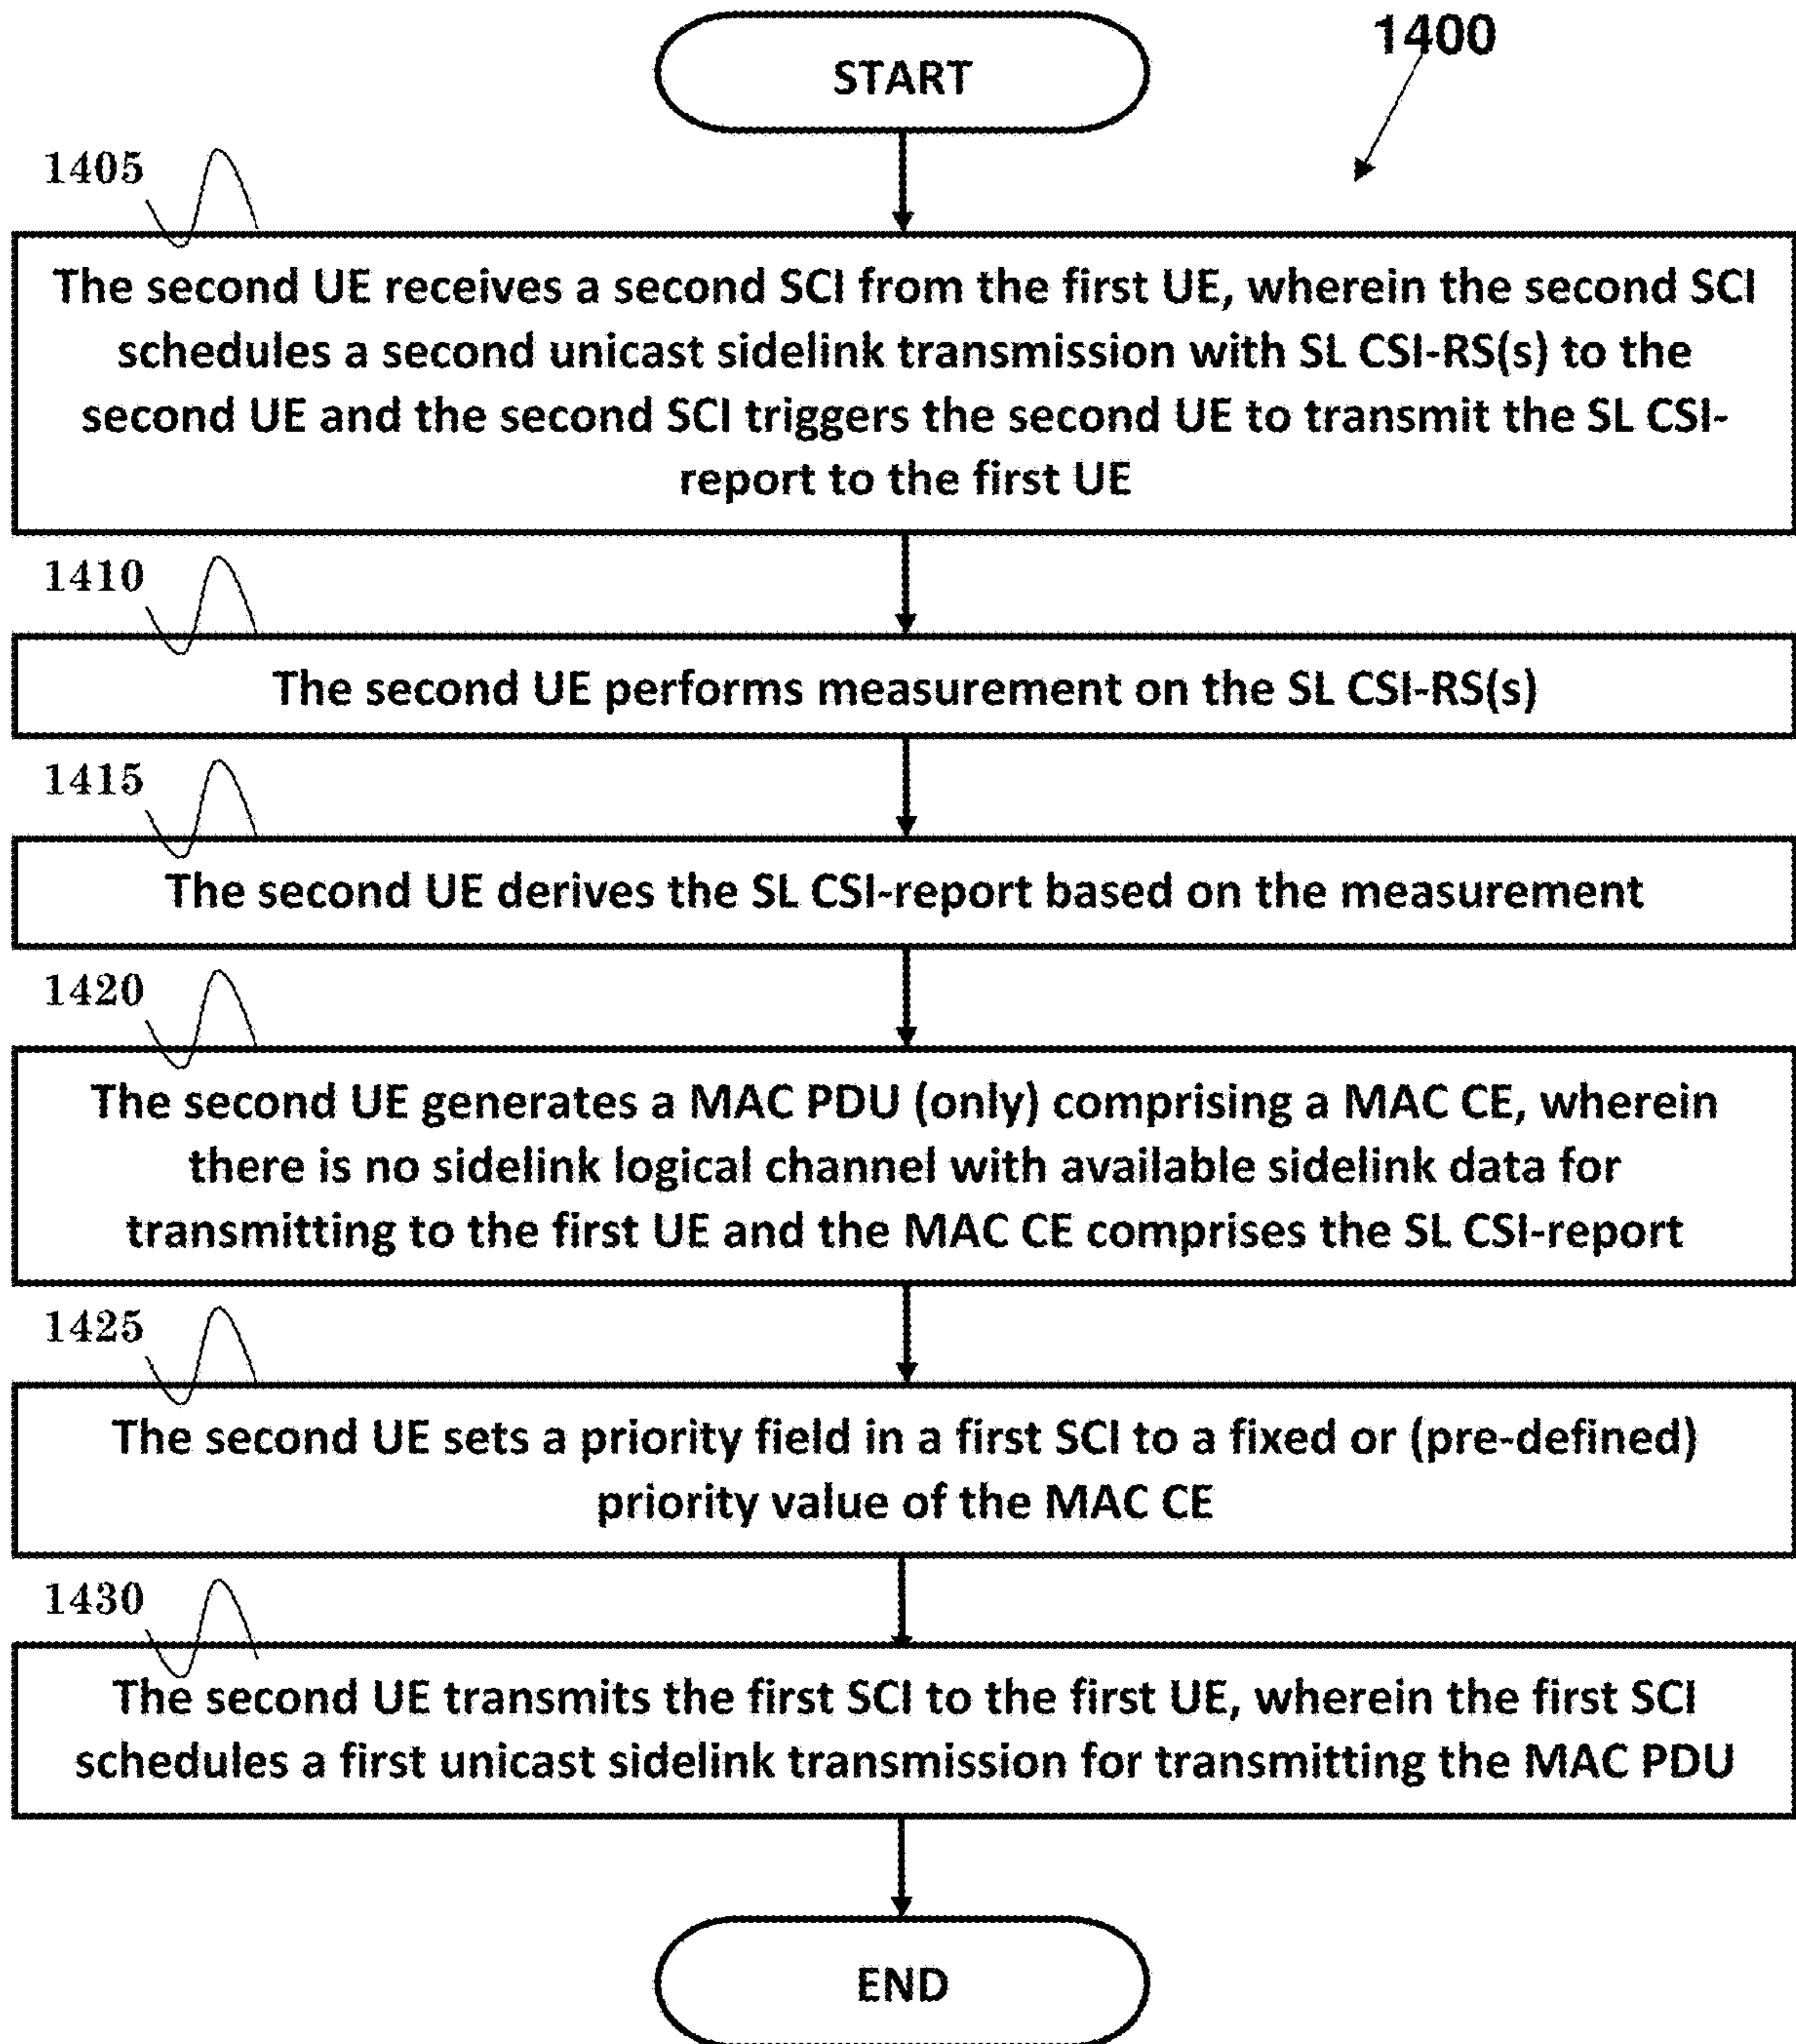 1400
START
1405
The second UE receives a second SCI from the first UE, wherein the second SCI
schedules a second unicast sidelink transmission with SL CSI-RS(s) to the
second UE and the second SCI triggers the second UE to transmit the SL CSI-
report to the first UE
1410
The second UE performs measurement on the SL CSI-RS(s)
1415
The second UE derives the SL CSI-report based on the measurement
1420
The second UE generates a MAC PDU (only) comprising a MAC CE, wherein
there is no sidelink logical channel with available sidelink data for
transmitting to the first UE and the MAC CE comprises the SL CSI-report
1425
The second UE sets a priority field in a first SCI to a fixed or (pre-defined)
priority value of the MAC CE
1430
The second UE transmits the first SCI to the first UE, wherein the first SCI
schedules a first unicast sidelink transmission for transmitting the MAC PDU
END